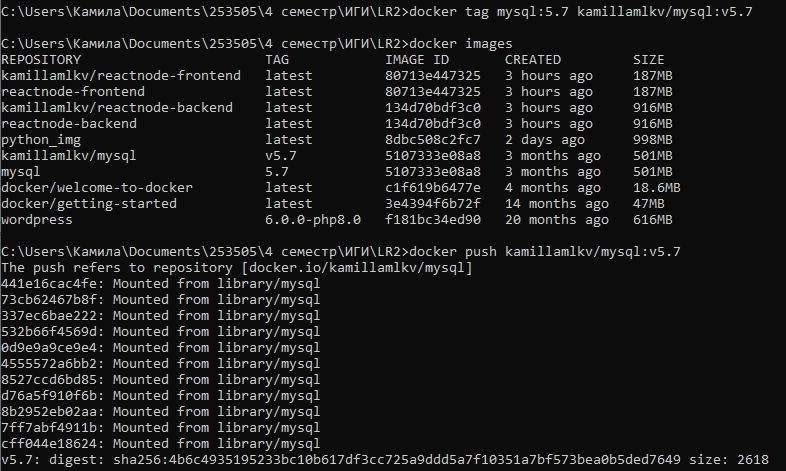 C:\Users\Камила\Documents\253505\4 семестр\ИГИ\LR2>docker tag mysql:5.7 kamillamlkv/mysql:v5.7
C:\Users\Камила\Documents\253505\4 семестр\ИГИ\LR2>docker images
REPOSITORY TAG IMAGE ID CREATED SIZE
kamillamlkv/reactnode-frontend latest 80713e447325 3 hours ago 187MB
reactnode-frontend latest 80713e447325 3 hours ago 187MB
kamillamlkv/reactnode-backend latest 134d70bdf3c0 3 hours ago 916MB
reactnode-backend latest 134d70bdf3c0 3 hours ago 916MB
python_img latest 8dbc508c2fc7 2 days ago 998MB
kamillamlkv/mysql v5.7 5107333e08a8 3 months ago 501MB
mysql 5.7 5107333e08a8 3 months ago 501MB
docker/welcome-to-docker latest c1f619b6477e 4 months ago 18.6MB
docker/getting-started latest 3e4394f6b72f 14 months ago 47MB
wordpress 6.0.0-php8.0 f181bc34ed90 20 months ago 616MB
C:\Users\Камила\Documents\253505\4 семестр\ИГИ\LR2>docker push kamillamlkv/mysql:v5.7
The push refers to repository [docker.io/kamillamlkv/mysql]
441e16cac4fe: Mounted from library/mysql
73cb62467b8f: Mounted from library/mysql
337ec6bae222: Mounted from library/mysql
532b66f4569d: Mounted from library/mysql
0d9e9a9ce9e4: Mounted from library/mysql
4555572a6bb2: Mounted from library/mysql
8527ccd6bd85: Mounted from library/mysql
d76a5f910f6b: Mounted from library/mysql
8b2952eb02aa: Mounted from library/mysql
7ff7abf4911b: Mounted from library/mysql
cff044e18624: Mounted from library/mysql
v5.7: digest: sha256:4b6c4935195233bc10b617df3cc725a9ddd5a7f10351a7bf573bea0b5ded7649 size: 2618